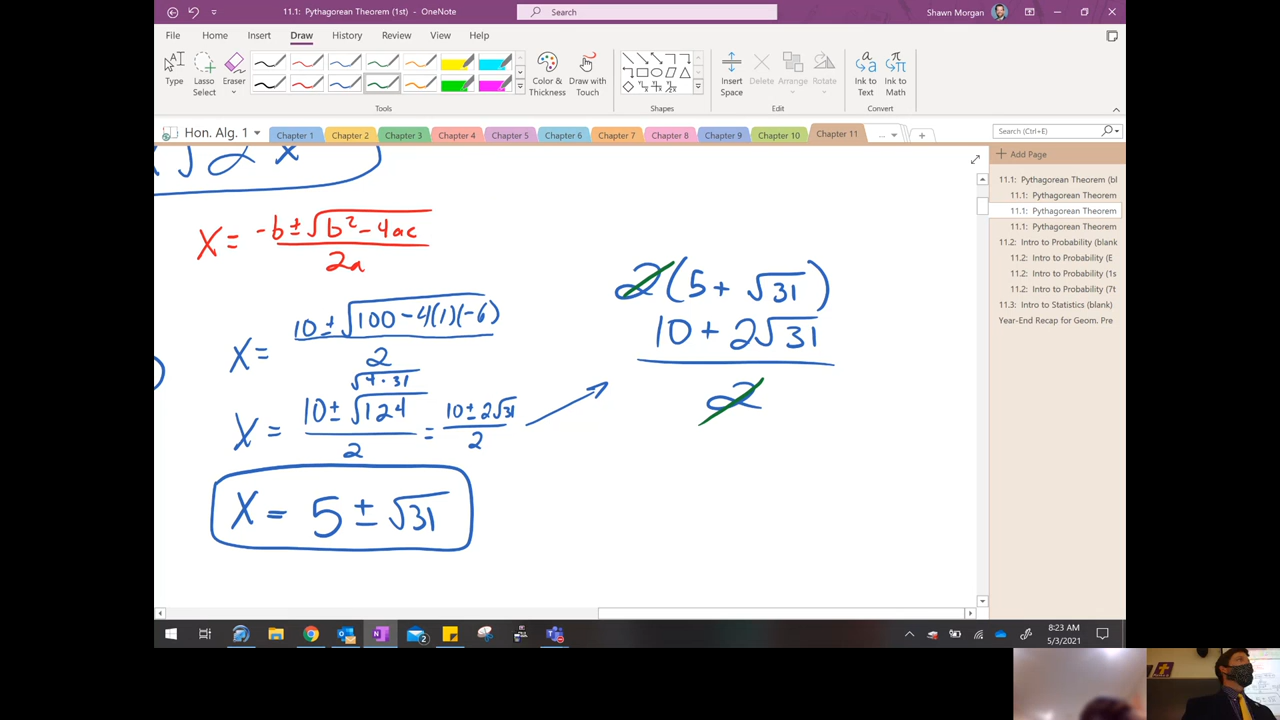 11.1: Pythagorean Theorem (1st) - OneNote
Search
Shawn Morgan
File Home Insert Draw History Review View Help
Type
Lasso Select
Eraser
Color & Thickness
Draw with Touch
Insert Space
Delete
Arrange
Rotate
Ink to Text
Ink to Math
Tools
Shapes
Edit
Convert
Hon. Alg. 1
Chapter 1 Chapter 2 Chapter 3 Chapter 4 Chapter 5 Chapter 6 Chapter 7 Chapter 8 Chapter 9 Chapter 10 Chapter 11 ...
Search (Ctrl+E)
Add Page
11.1: Pythagorean Theorem (bl
11.1: Pythagorean Theorem
11.1: Pythagorean Theorem
11.1: Pythagorean Theorem
11.2: Intro to Probability (blank
11.2: Intro to Probability (E
11.2: Intro to Probability (1s
11.2: Intro to Probability (7t
11.3: Intro to Statistics (blank)
Year-End Recap for Geom. Pre
√2 x
x = -b ± √b² - 4ac
2a
x = 10 ± √100 - 4(1)(-6)
2
√4 · 31
x = 10 ± √124 = 10 ± 2√31
2 2
x = 5 ± √31
2(5 + √31)
10 + 2√31
2
2
8:23 AM
5/3/2021